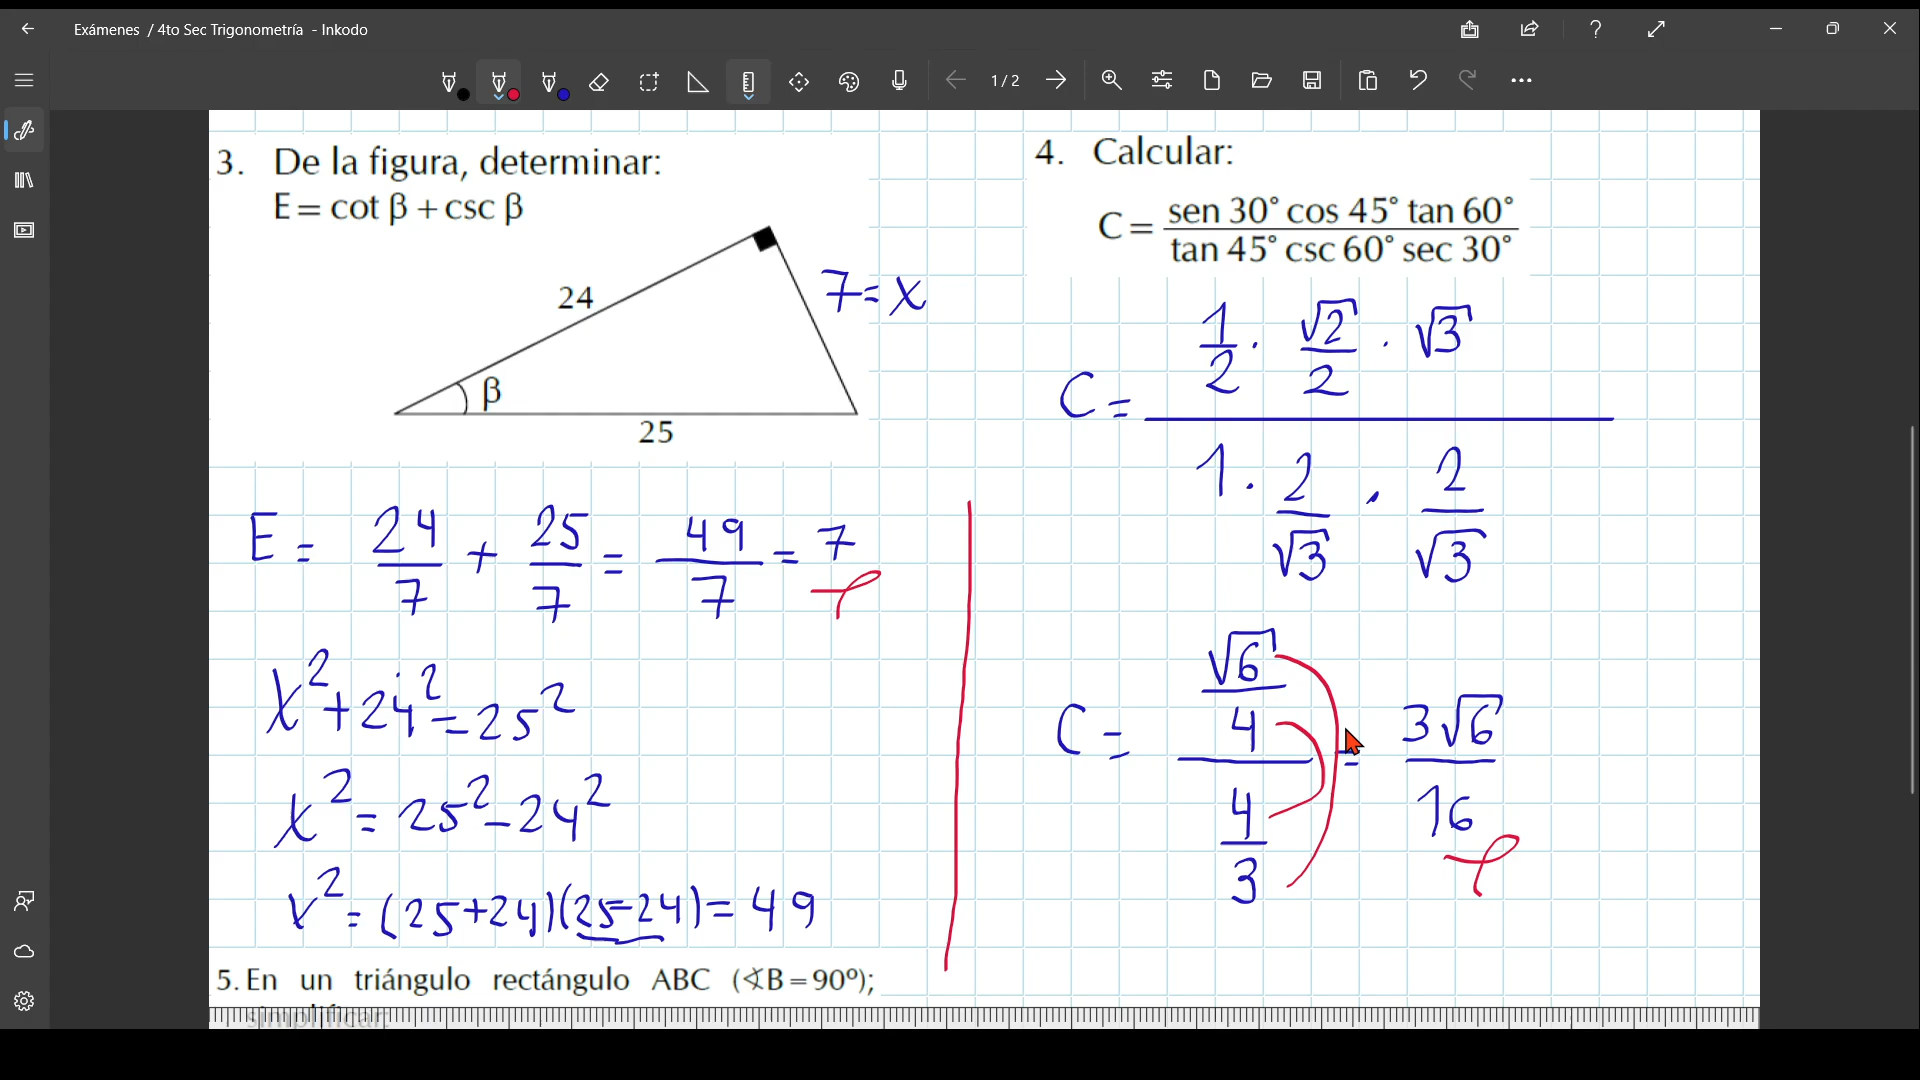 Exámenes / 4to Sec Trigonometría - Inkodo
1 / 2
3. De la figura, determinar:
E = cot β + csc β
24
7 = x
β
25
E = 24/7 + 25/7 = 49/7 = 7
x² + 24² = 25²
x² = 25² - 24²
x² = (25+24)(25-24) = 49
4. Calcular:
C = sen 30° cos 45° tan 60°
tan 45° csc 60° sec 30°
C = 1/2 · √2/2 · √3
1 · 2/√3 · 2/√3
C = √6/4 / 4/3 = 3√6/16
5. En un triángulo rectángulo ABC (∢B = 90º);
simplificar: